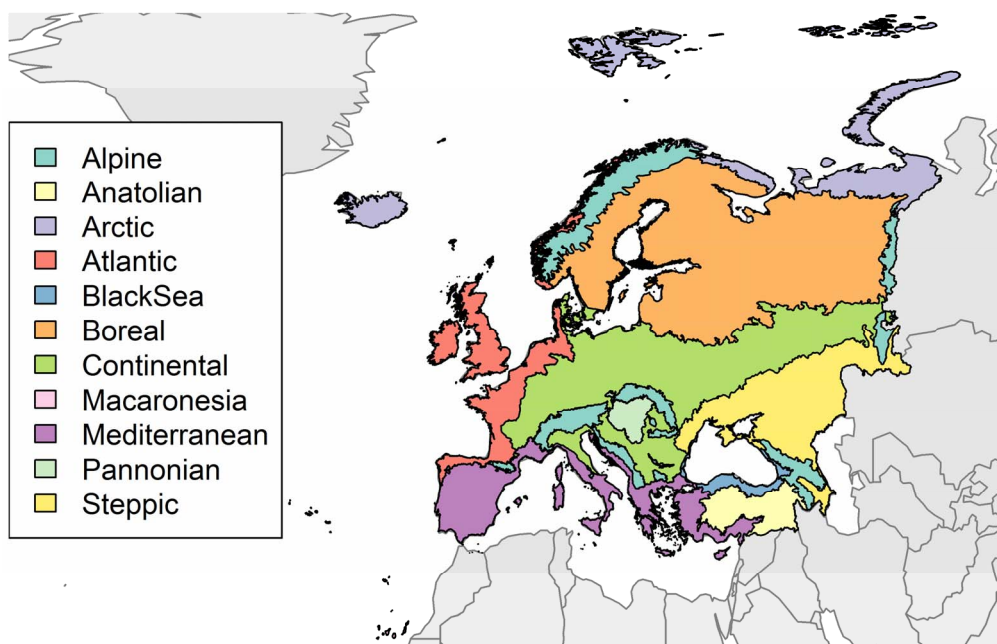 Alpine
Anatolian
Arctic
Atlantic
BlackSea
Boreal
Continental
Macaronesia
Mediterranean
Pannonian
Steppic